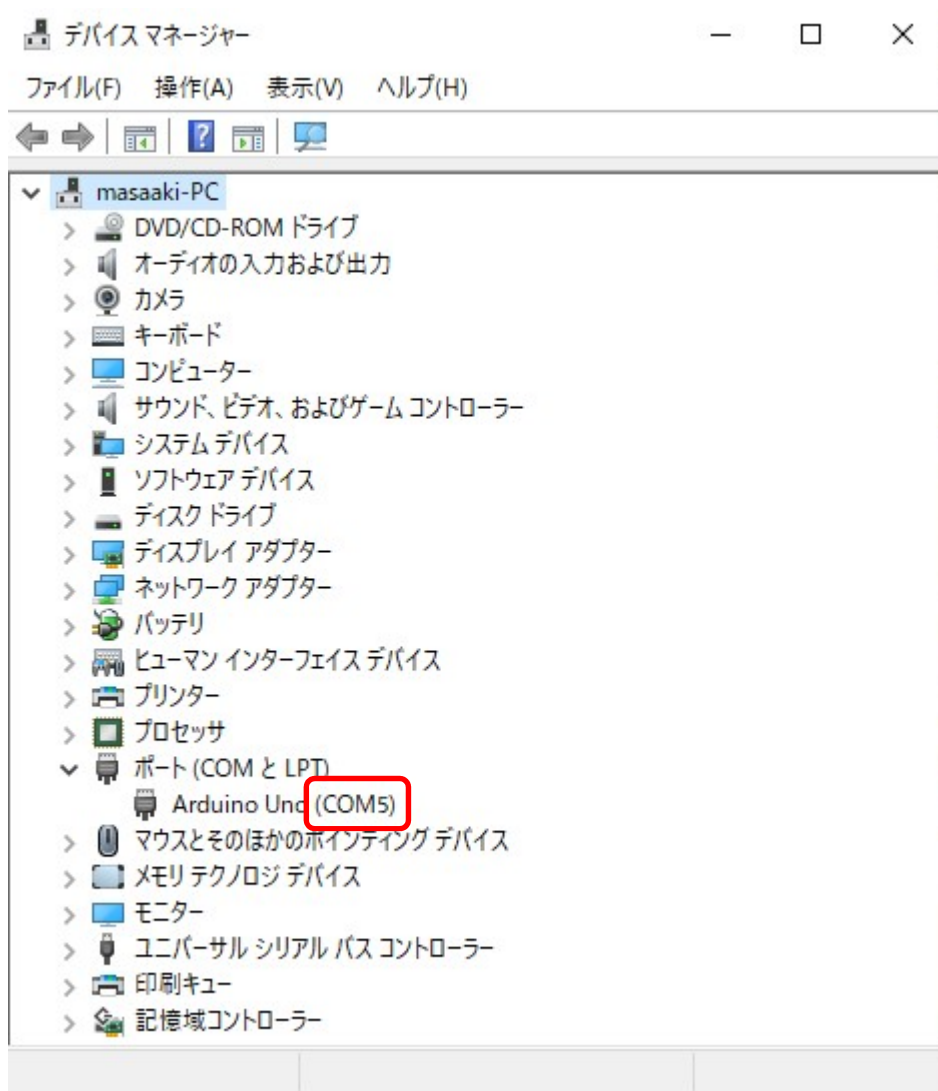 デバイス マネージャー
ファイル(F) 操作(A) 表示(V) ヘルプ(H)
masaaki-PC
DVD/CD-ROM ドライブ
オーディオの入力および出力
カメラ
キーボード
コンピューター
サウンド、ビデオ、およびゲーム コントローラー
システム デバイス
ソフトウェア デバイス
ディスク ドライブ
ディスプレイ アダプター
ネットワーク アダプター
バッテリ
ヒューマン インターフェイス デバイス
プリンター
プロセッサ
ポート (COM と LPT)
Arduino Uno (COM5)
マウスとそのほかのポインティング デバイス
メモリ テクノロジ デバイス
モニター
ユニバーサル シリアル バス コントローラー
印刷キュー
記憶域コントローラー